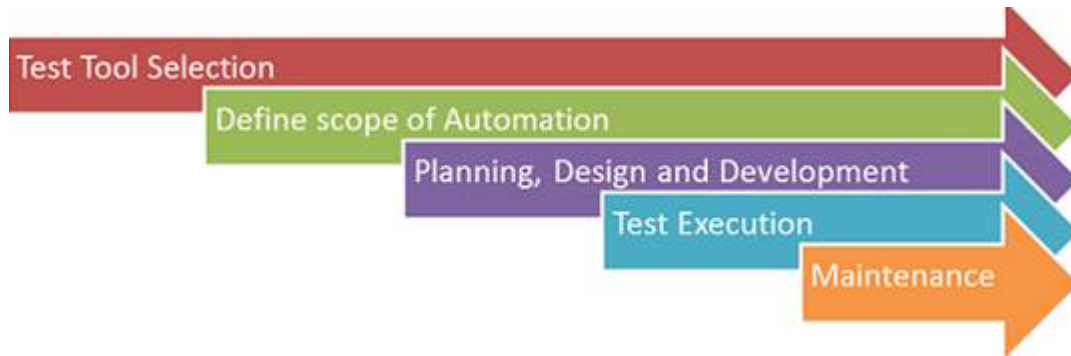 Test Tool Selection
Define scope of Automation
Planning, Design and Development
Test Execution
Maintenance